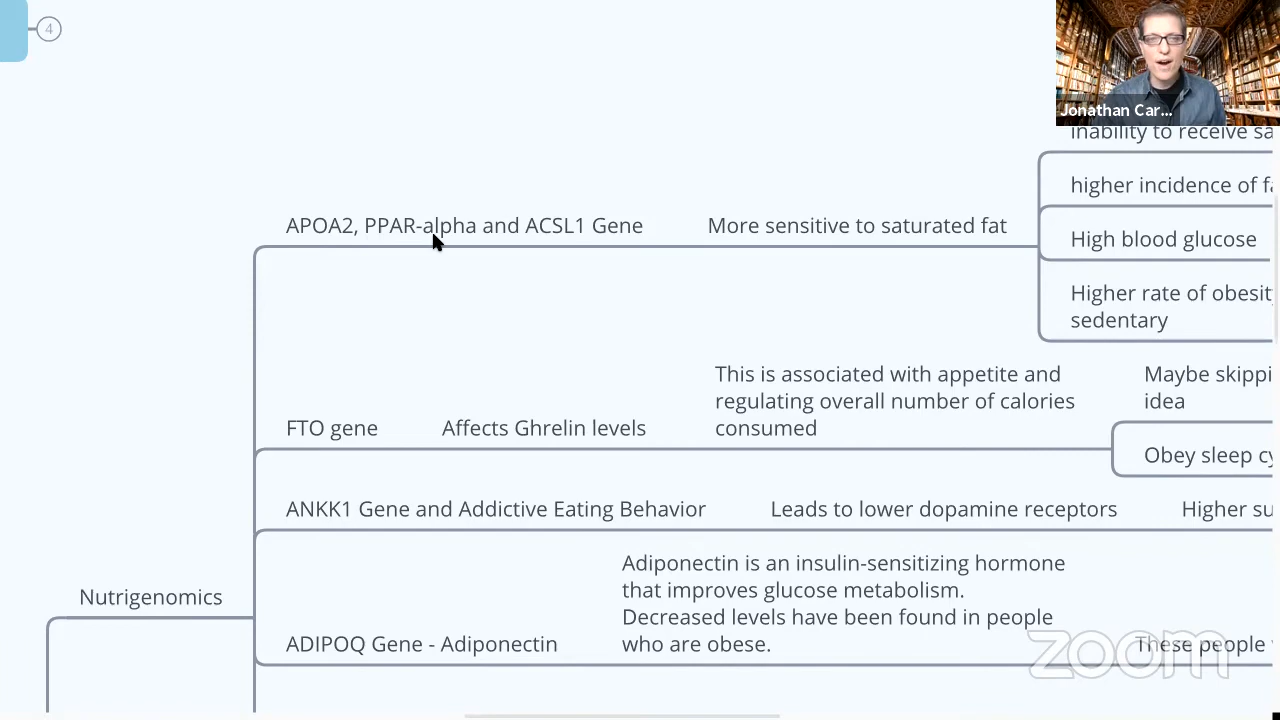 4
Jonathan Car...
inability to receive
higher incidence of
APOA2, PPAR-alpha and ACSL1 Gene
More sensitive to saturated fat
High blood glucose
Higher rate of
sedentary
This is associated with appetite and
regulating overall number of calories
consumed
Maybe
idea
FTO gene
Affects Ghrelin levels
Obey sleep
ANKK1 Gene and Addictive Eating Behavior
Leads to lower dopamine receptors
Higher
Adiponectin is an insulin-sensitizing hormone
that improves glucose metabolism.
Decreased levels have been found in people
who are obese.
Nutrigenomics
ADIPOQ Gene - Adiponectin
These people
zoom